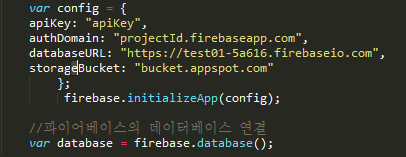 var config = {
apiKey: "apiKey",
authDomain: "projectId.firebaseapp.com",
databaseURL: "https://test01-5a616.firebaseio.com",
storageBucket: "bucket.appspot.com"
};
firebase.initializeApp(config);
//파이어베이스의 데이터베이스 연결
var database = firebase.database();